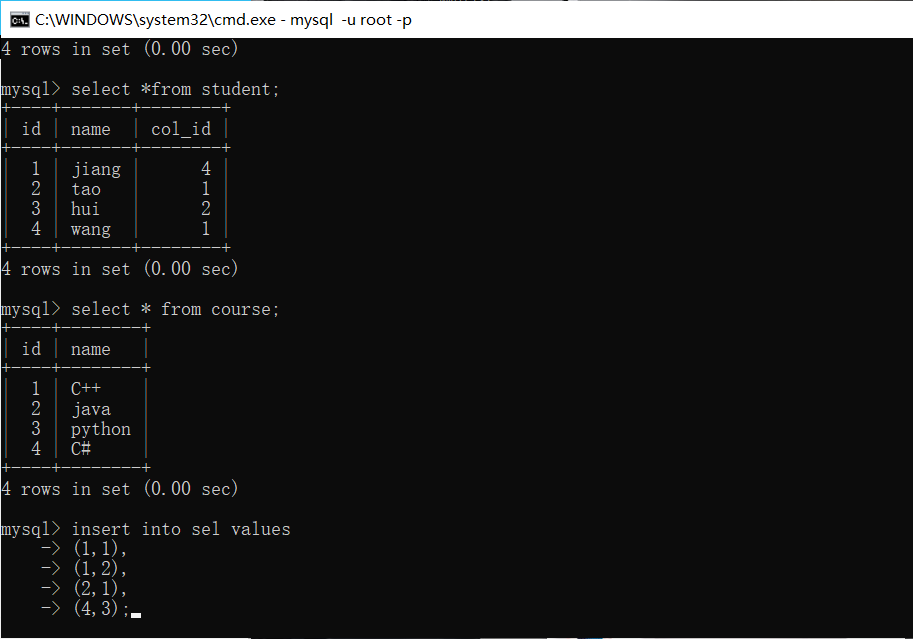 C:\WINDOWS\system32\cmd.exe - mysql  -u root -p
4 rows in set (0.00 sec)

mysql> select *from student;
+----+-------+--------+
| id | name  | col_id |
+----+-------+--------+
|  1 | jiang |      4 |
|  2 | tao   |      1 |
|  3 | hui   |      2 |
|  4 | wang  |      1 |
+----+-------+--------+
4 rows in set (0.00 sec)

mysql> select * from course;
+----+--------+
| id | name   |
+----+--------+
|  1 | C++    |
|  2 | java   |
|  3 | python |
|  4 | C#     |
+----+--------+
4 rows in set (0.00 sec)

mysql> insert into sel values
    -> (1,1),
    -> (1,2),
    -> (2,1),
    -> (4,3);